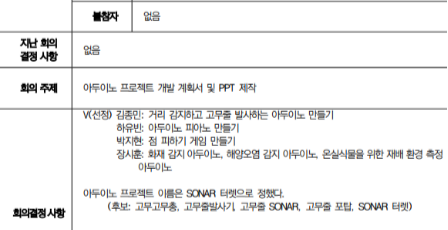 불참자 없음
지난 회의
결정 사항
없음
회의 주제 아두이노 프로젝트 개발 계획서 및 PPT 제작
V(선정) 김종민: 거리 감지하고 고무줄 발사하는 아두이노 만들기
하유빈: 아두이노 피아노 만들기
박지현: 점 피하기 게임 만들기
장시훈: 화재 감지 아두이노, 해양오염 감지 아두이노, 온실식물을 위한 재배 환경 측정
아두이노
아두이노 프로젝트 이름은 SONAR 터렛으로 정했다.
회의결정 사항
(후보: 고무고무총, 고무줄발사기, 고무줄 SONAR, 고무줄 포탑, SONAR 터렛)